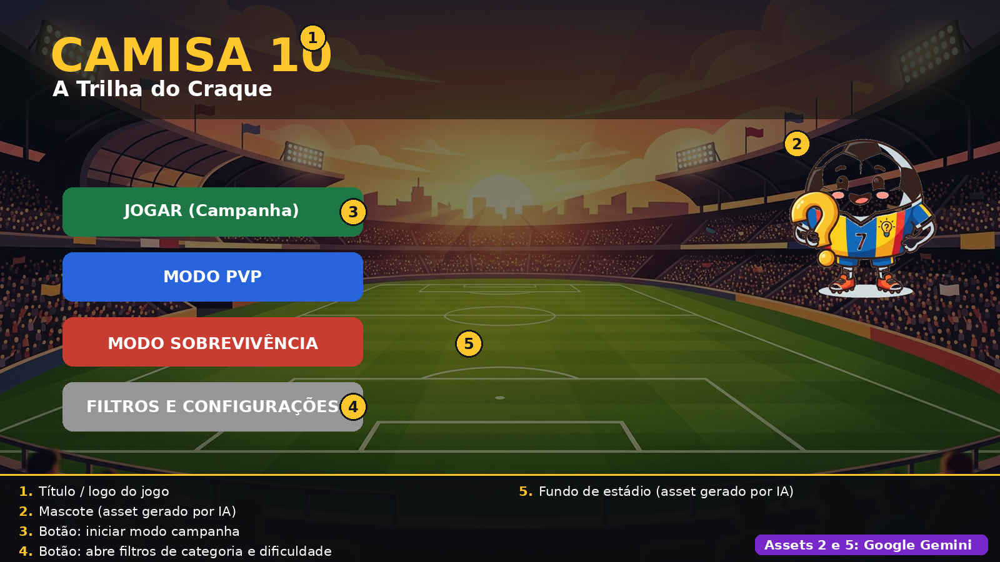 CAMISA 10
1
A Trilha do Craque
2
JOGAR (Campanha)
3
MODO PVP
7
?
MODO SOBREVIVÊNCIA
5
FILTROS E CONFIGURAÇÕES
4
1. Título / logo do jogo
2. Mascote (asset gerado por IA)
3. Botão: iniciar modo campanha
4. Botão: abre filtros de categoria e dificuldade
5. Fundo de estádio (asset gerado por IA)
Assets 2 e 5: Google Gemini